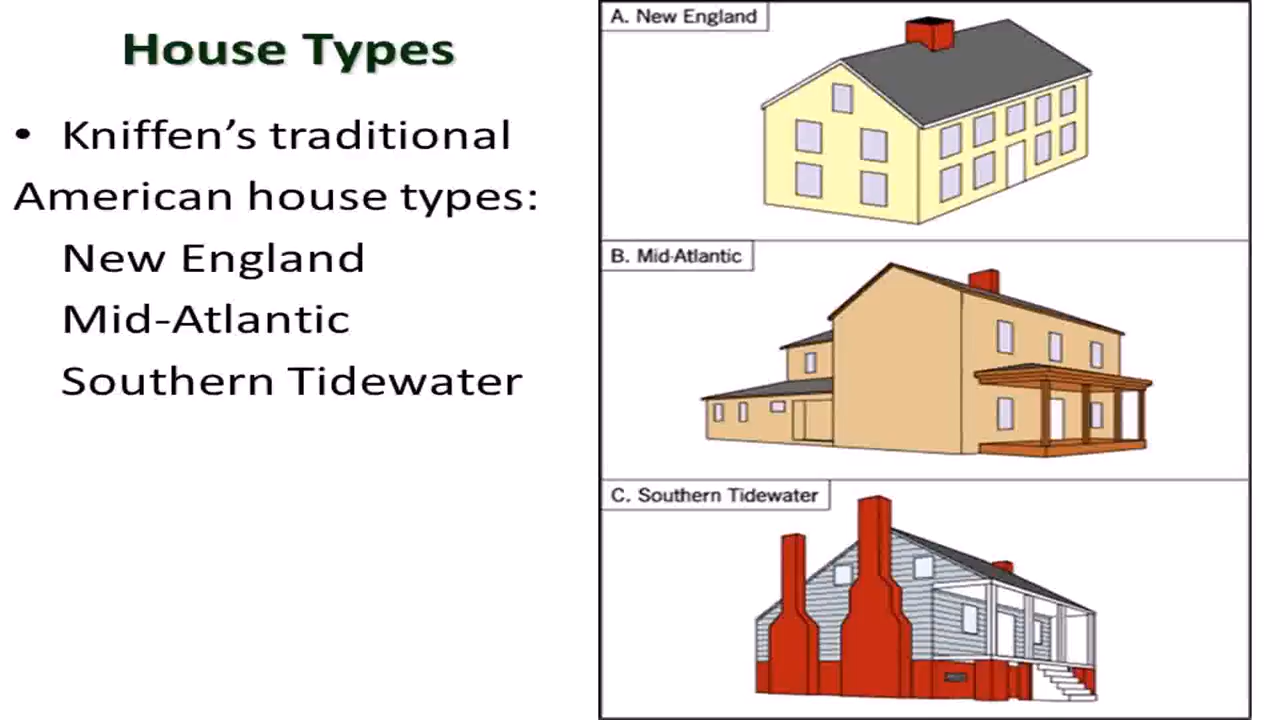 House Types
• Kniffen’s traditional
American house types:
New England
Mid-Atlantic
Southern Tidewater
A. New England
B. Mid-Atlantic
C. Southern Tidewater